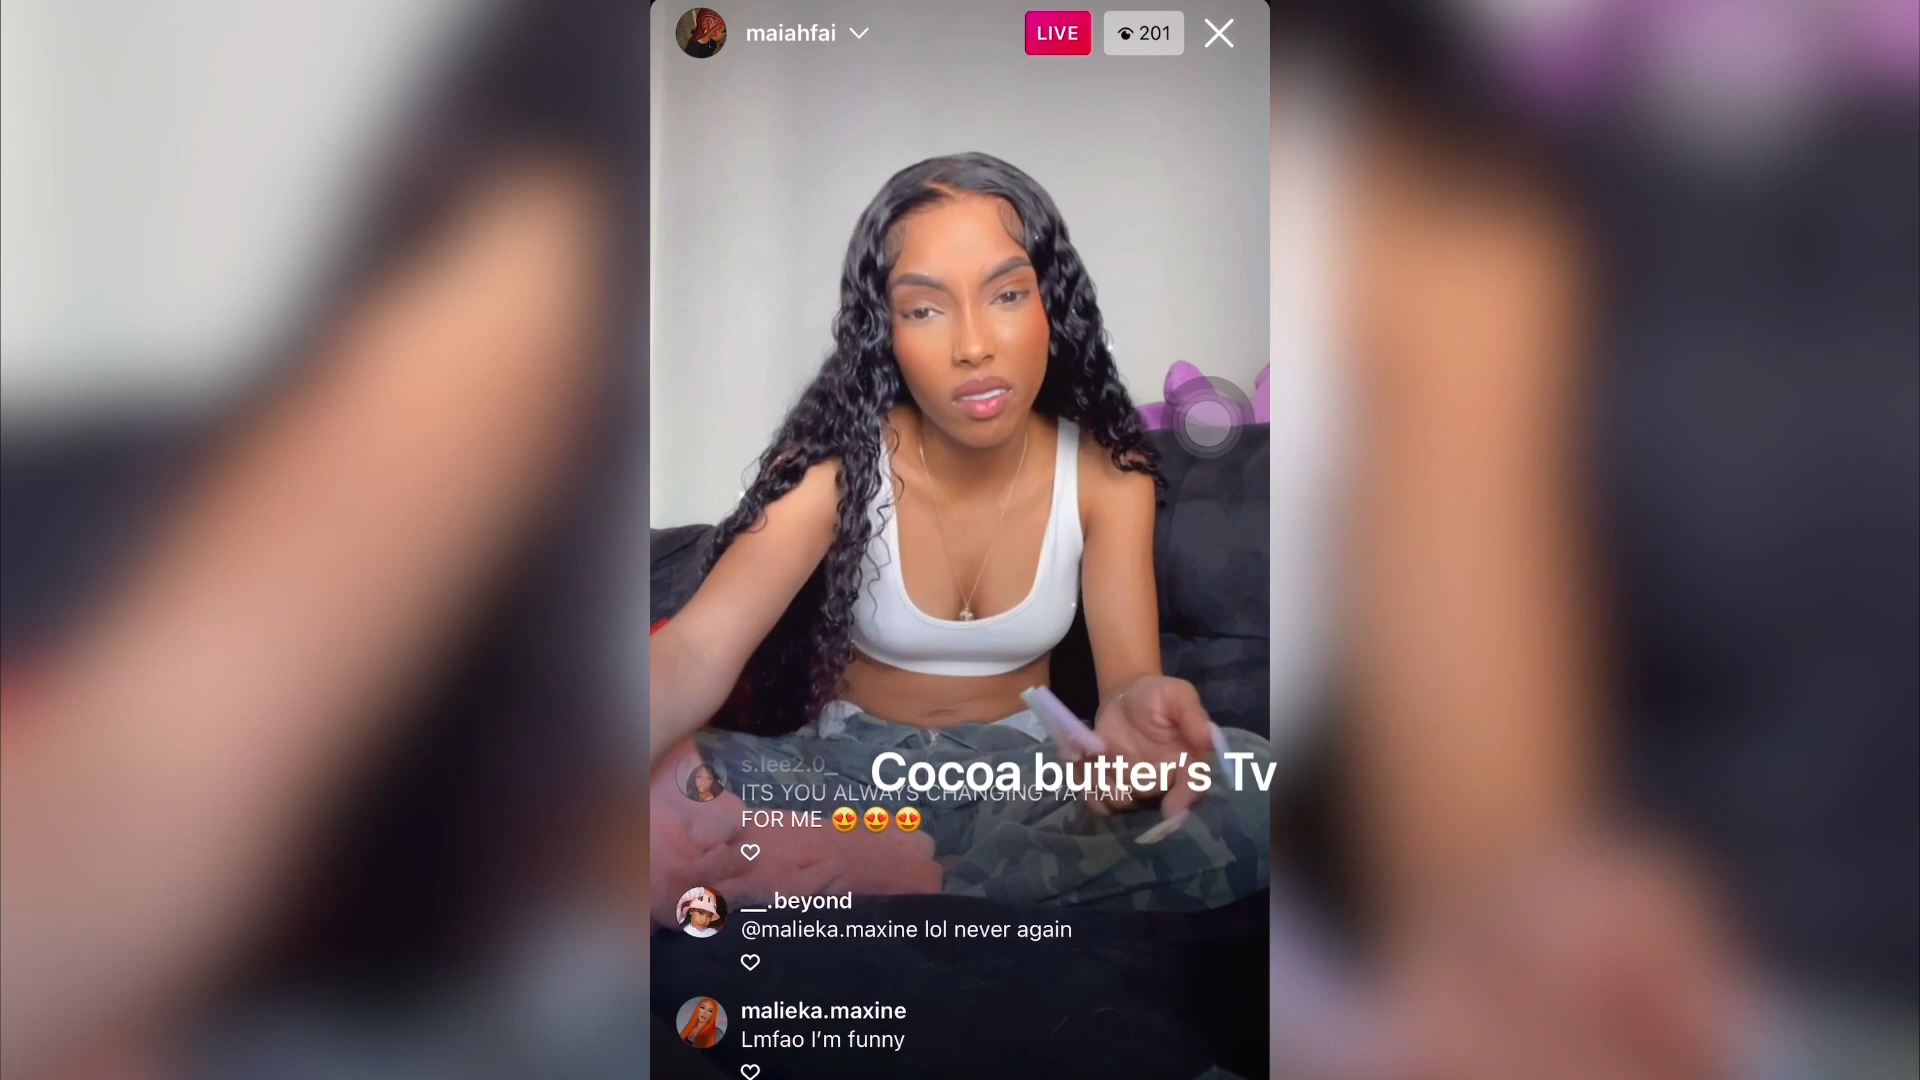 maiahfai
LIVE
201
s.lee2.0_
Cocoa butter’s Tv
ITS YOU ALWAYS CHANGING YA HAIR
FOR ME 😍😍😍
__.beyond
@malieka.maxine lol never again
malieka.maxine
Lmfao I’m funny